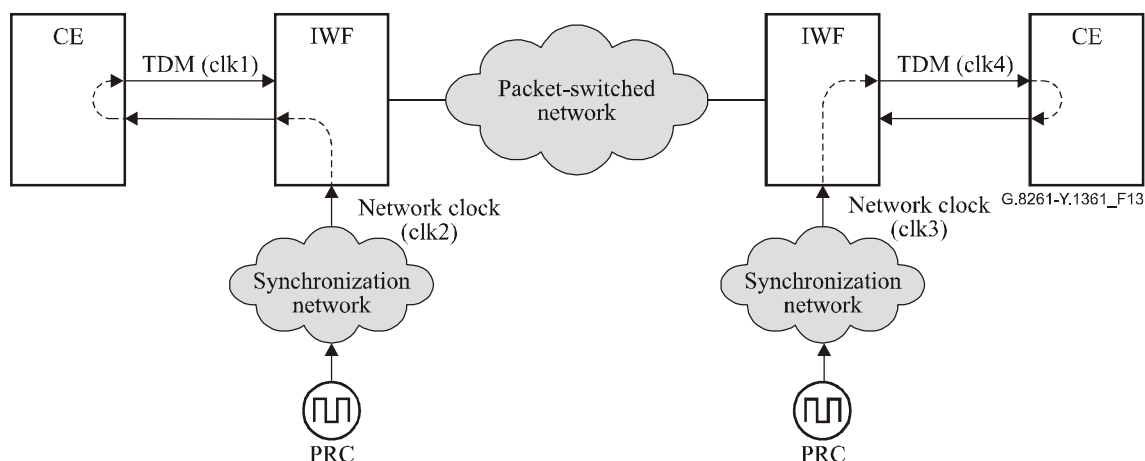 CE
IWF
IWF
CE
TDM (clk1)
TDM (clk4)
Packet-switched
network
G.8261-Y.1361_F13
Network clock
(clk2)
Network clock
(clk3)
Synchronization
network
Synchronization
network
PRC
PRC